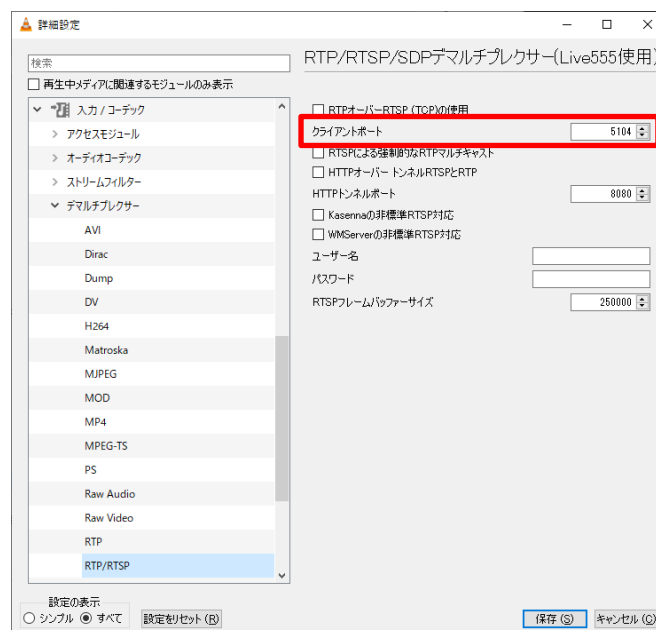 詳細設定
検索
再生中メディアに関連するモジュールのみ表示
入力 / コーデック
アクセスモジュール
オーディオコーデック
ストリームフィルター
デマルチプレクサー
AVI
Dirac
Dump
DV
H264
Matroska
MJPEG
MOD
MP4
MPEG-TS
PS
Raw Audio
Raw Video
RTP
RTP/RTSP
RTP/RTSP/SDPデマルチプレクサー(Live555使用)
RTPオーバーRTSP (TCP)の使用
クライアントポート 5104
RTSPによる強制的なRTPマルチキャスト
HTTPオーバー トンネルRTSPとRTP
HTTPトンネルポート 8080
Kasennaの非標準RTSP対応
WMServerの非標準RTSP対応
ユーザー名
パスワード
RTSPフレームバッファーサイズ 250000
設定の表示
シンプル すべて 設定をリセット(R) 保存(S) キャンセル(C)